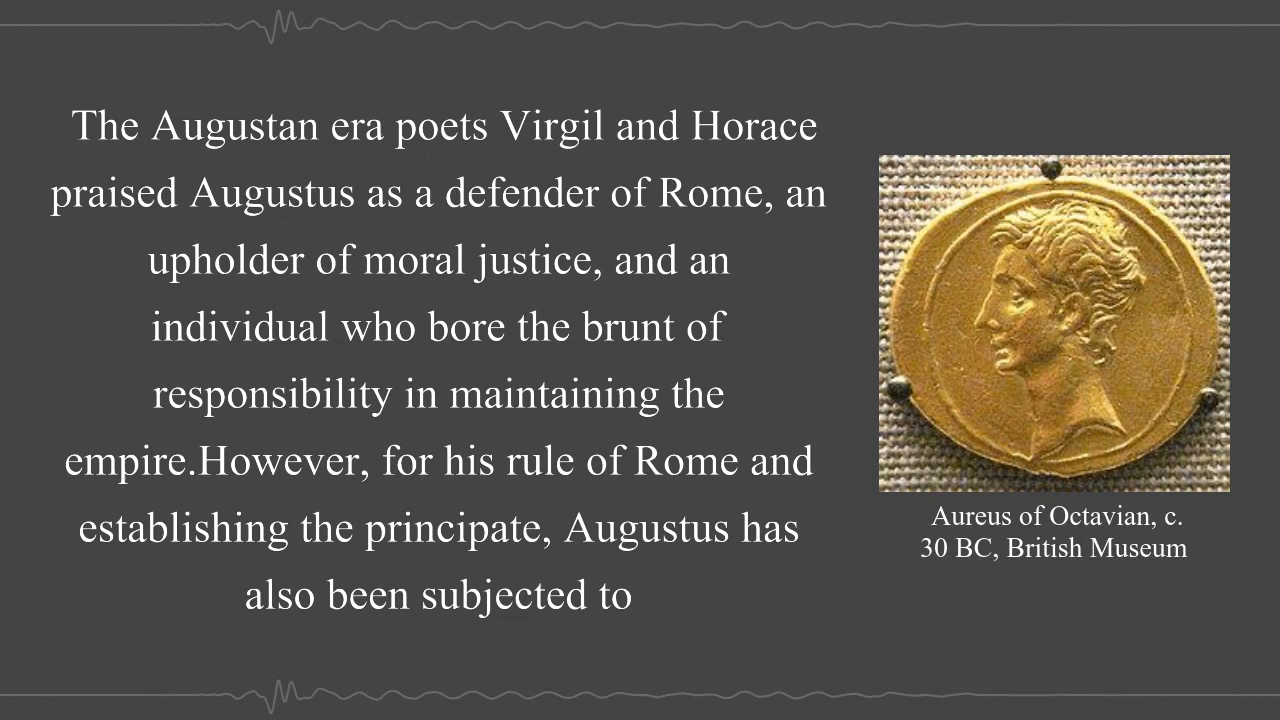 The Augustan era poets Virgil and Horace
praised Augustus as a defender of Rome, an
upholder of moral justice, and an
individual who bore the brunt of
responsibility in maintaining the
empire.However, for his rule of Rome and
establishing the principate, Augustus has
also been subjected to
Aureus of Octavian, c.
30 BC, British Museum